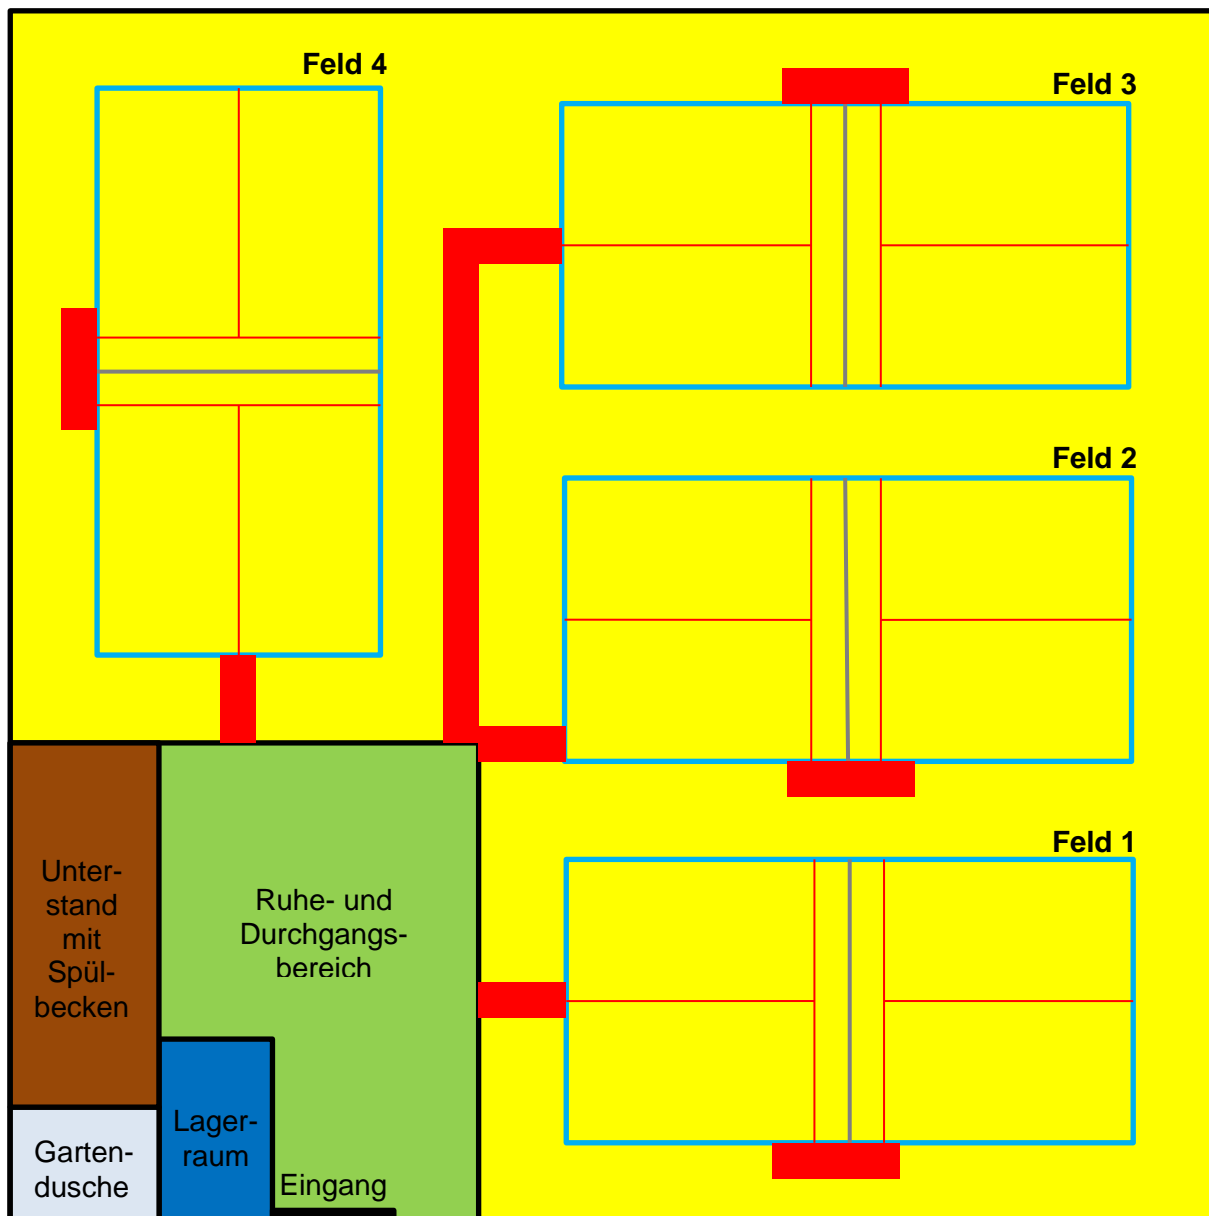 Feld 4
Feld 3
Feld 2
Feld 1
Unter-
stand
mit
Spül-
becken
Ruhe- und
Durchgangs-
bereich
Lager-
raum
Garten-
dusche
Eingang